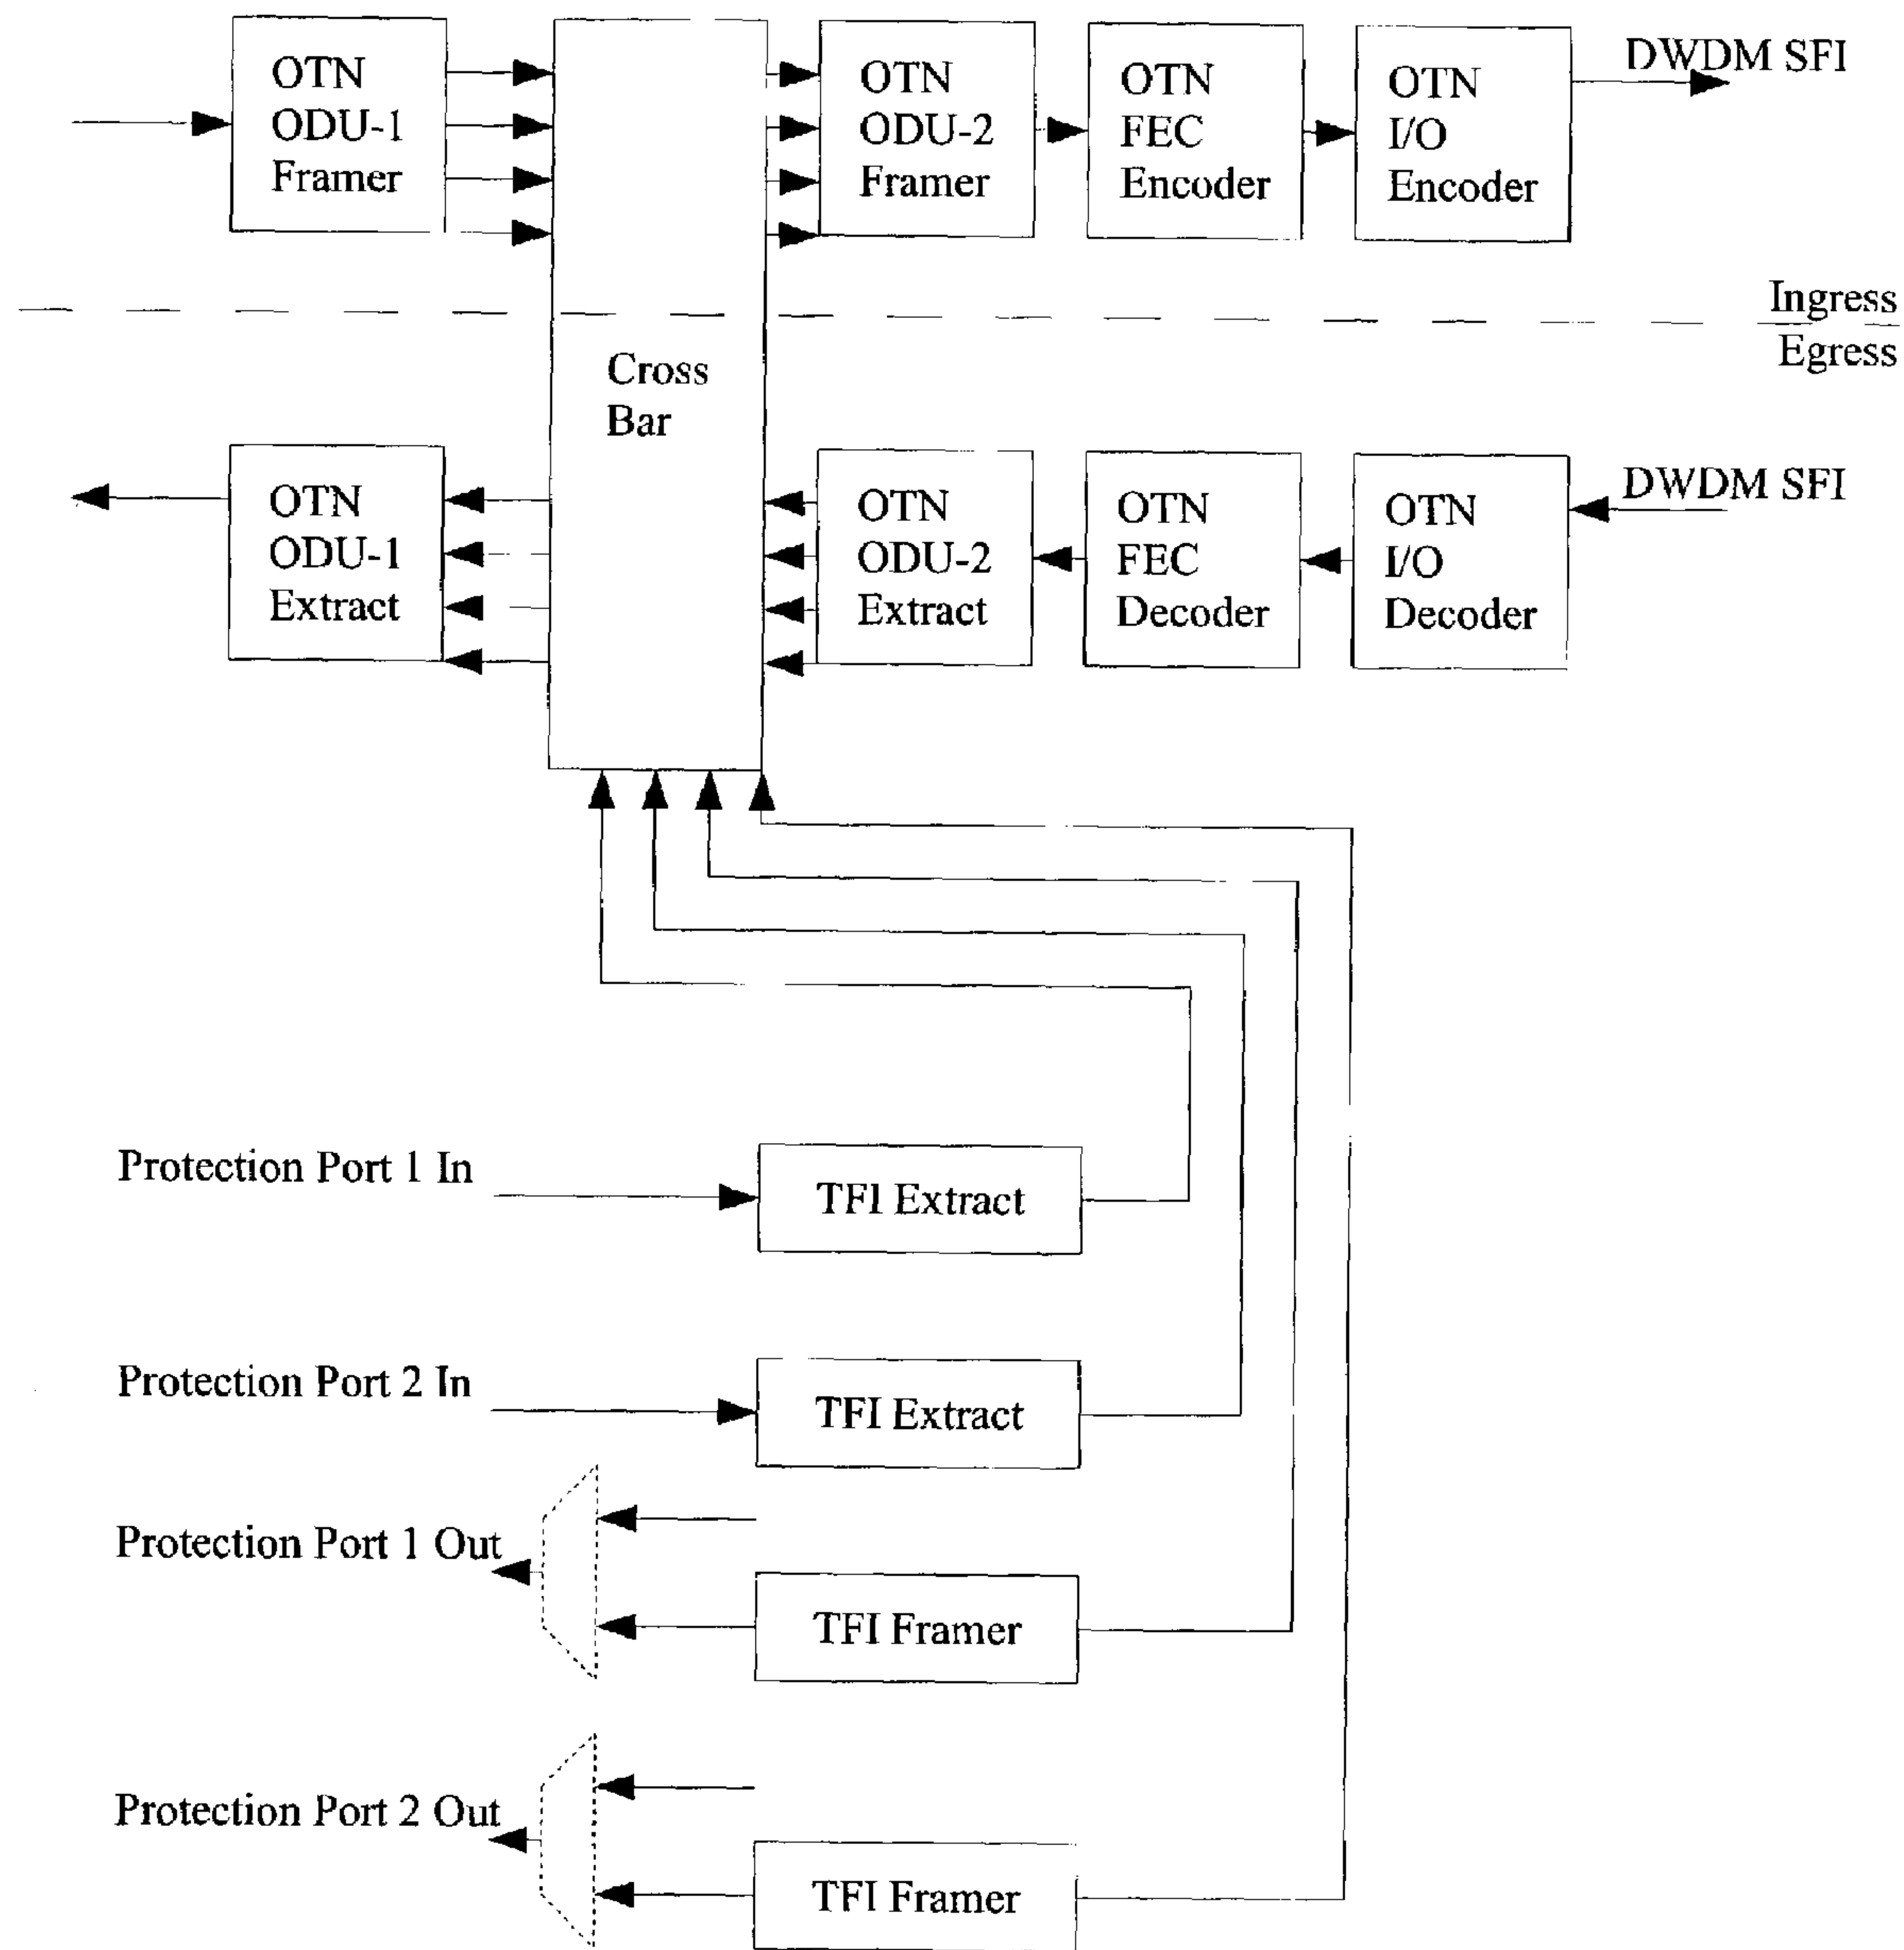 OTN
ODU-1
Framer
OTN
ODU-2
Framer
OTN
FEC
Encoder
OTN
I/O
Encoder
DWDM SFI
Ingress
Egress
Cross
Bar
OTN
ODU-1
Extract
OTN
ODU-2
Extract
OTN
FEC
Decoder
OTN
I/O
Decoder
DWDM SFI
Protection Port 1 In
TFI Extract
Protection Port 2 In
TFI Extract
Protection Port 1 Out
TFI Framer
Protection Port 2 Out
TFI Framer